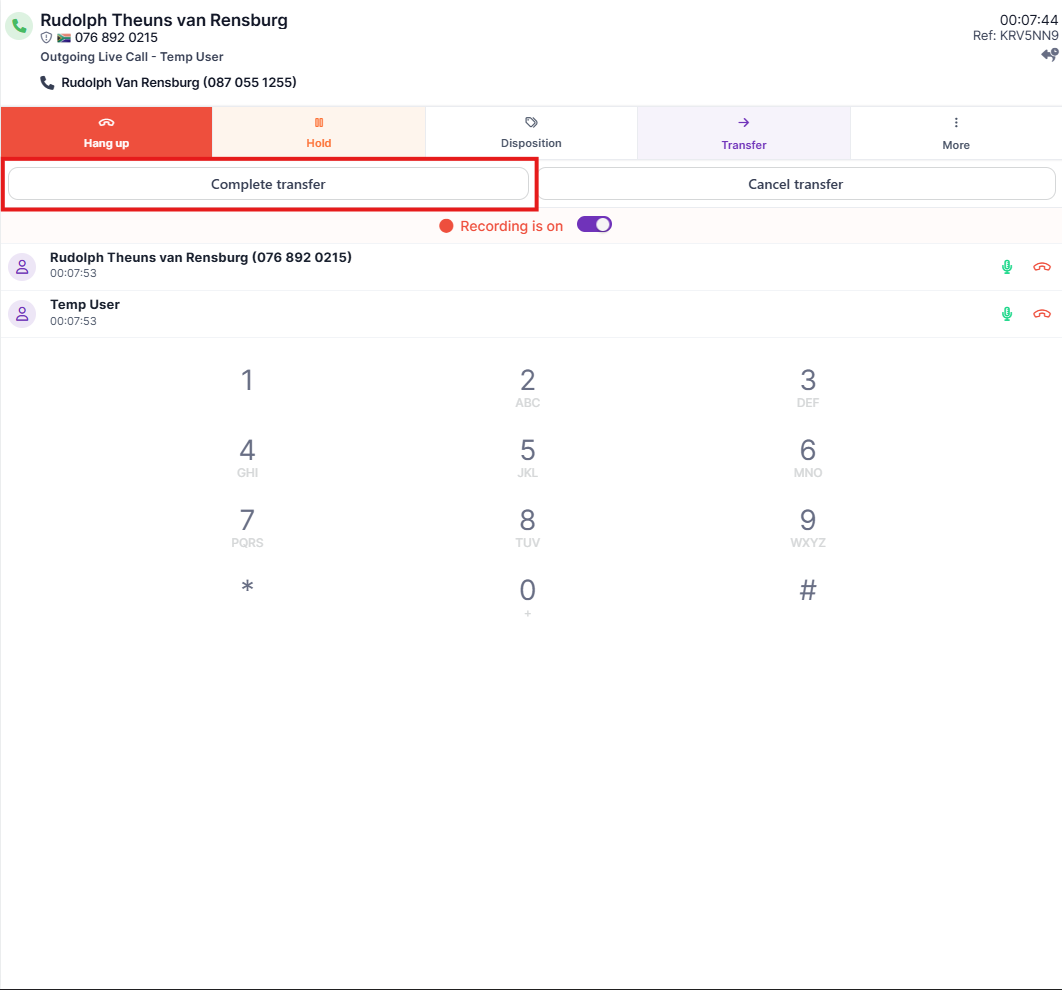 Rudolph Theuns van Rensburg
00:07:44
076 892 0215
Ref: KRV5NN9
Outgoing Live Call - Temp User
Rudolph Van Rensburg (087 055 1255)
Hang up
Hold
Disposition
Transfer
More
Complete transfer
Cancel transfer
Recording is on
Rudolph Theuns van Rensburg (076 892 0215)
00:07:53
Temp User
00:07:53
1 2 3
ABC DEF
4 5 6
GHI JKL MNO
7 8 9
PQRS TUV WXYZ
* 0 #
+